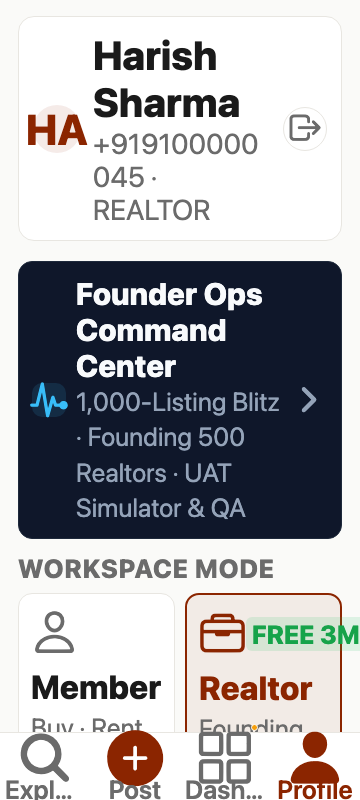 Harish
Sharma
HA
+919100000
045 ·
REALTOR
Founder Ops
Command
Center
1,000-Listing Blitz
· Founding 500
Realtors · UAT
Simulator & QA
WORKSPACE MODE
FREE 3M
Member
Realtor
Buy · Rent
Founding
Expl...
Post
Dash...
Profile